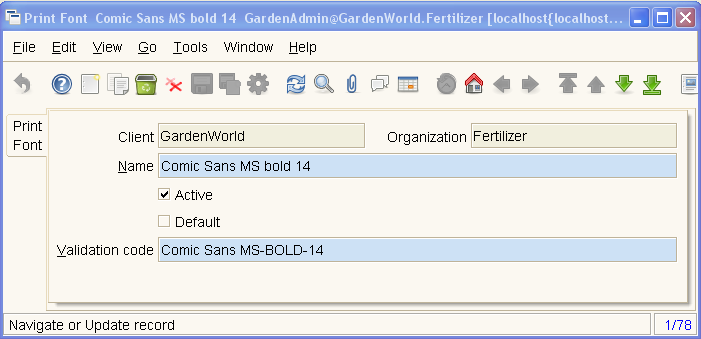 Print Font  Comic Sans MS bold 14  GardenAdmin@GardenWorld.Fertilizer [localhost{localhost...
File Edit View Go Tools Window Help
Print
Font
Client GardenWorld Organization Fertilizer
Name Comic Sans MS bold 14
Active
Default
Validation code Comic Sans MS-BOLD-14
Navigate or Update record 1/78